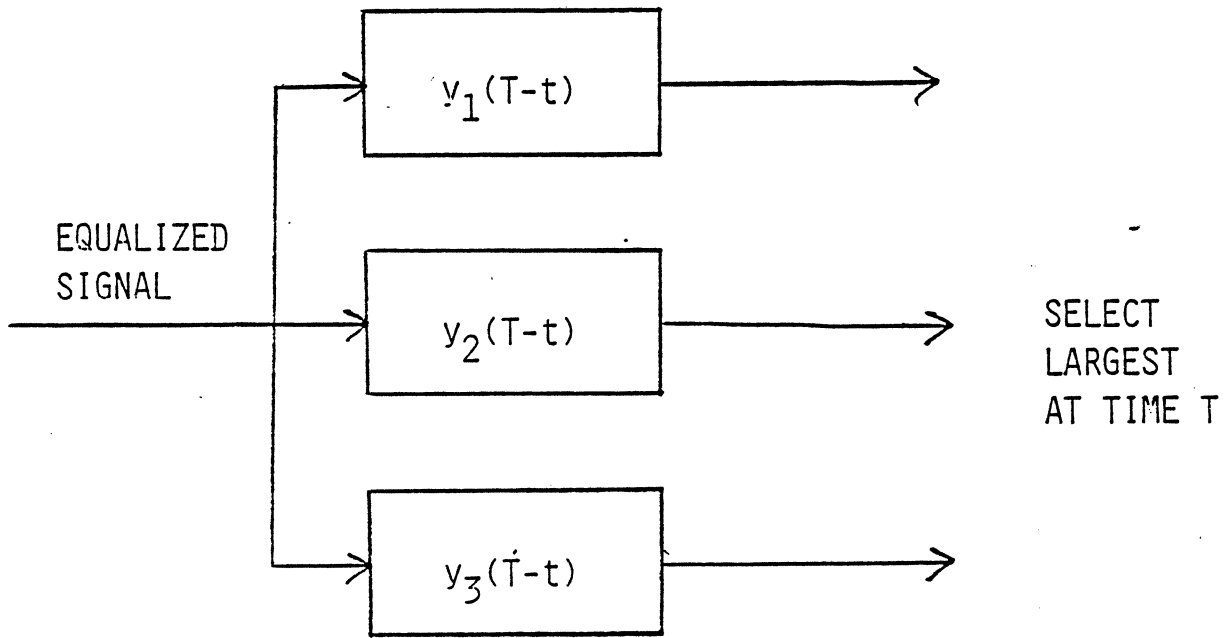 y₁(T-t)
EQUALIZED
SIGNAL
y₂(T-t)
SELECT
LARGEST
AT TIME T
y₃(T-t)